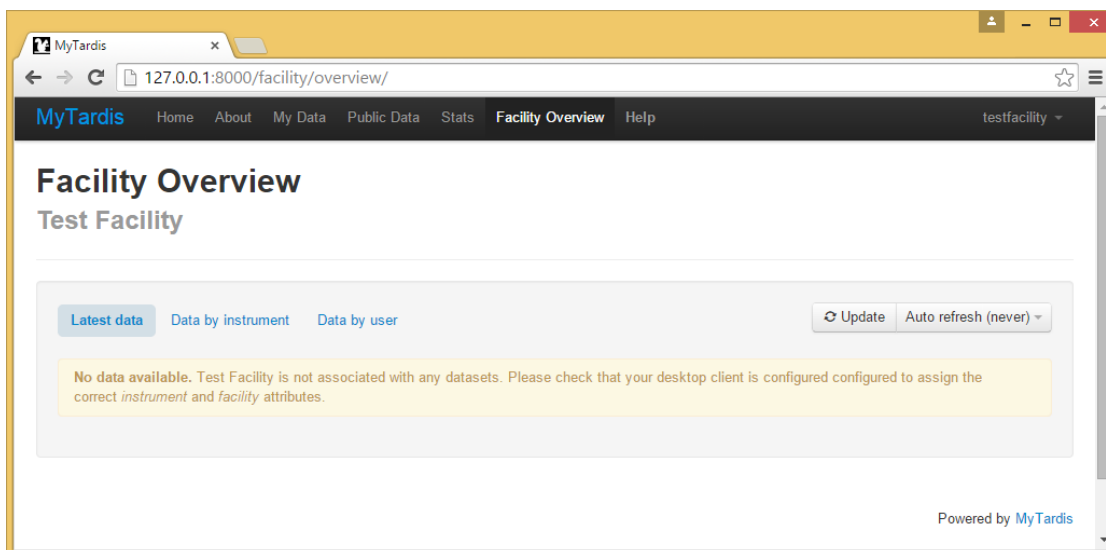 MyTardis
127.0.0.1:8000/facility/overview/
MyTardis Home About My Data Public Data Stats Facility Overview Help testfacility
Facility Overview
Test Facility
Latest data Data by instrument Data by user Update Auto refresh (never)
No data available. Test Facility is not associated with any datasets. Please check that your desktop client is configured configured to assign the
correct instrument and facility attributes.
Powered by MyTardis